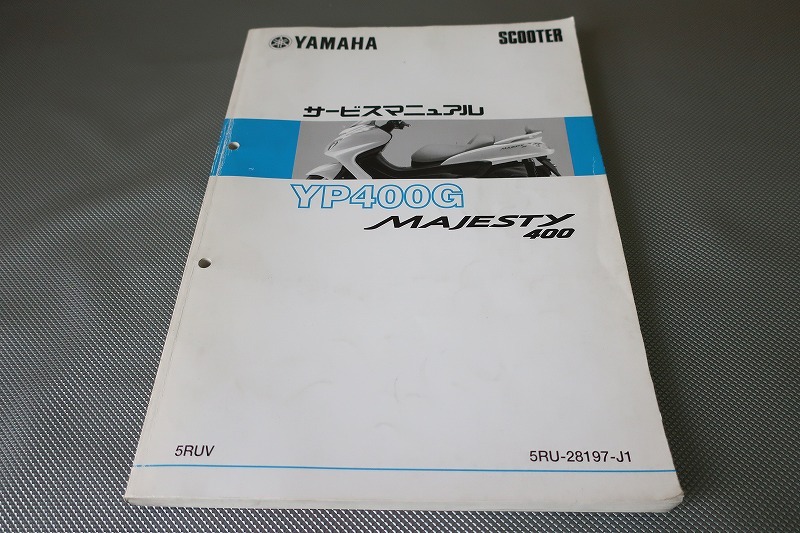 YAMAHA
SCOOTER
サービスマニュアル
YP400G
MAJESTY
400
5RUV
5RU-28197-J1